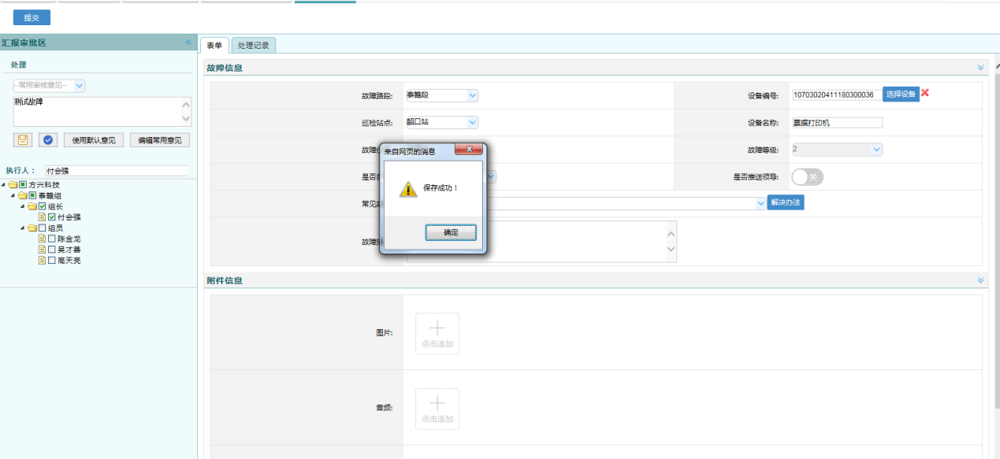 提交
汇报审批区
处理
--常用审核意见--
测试故障
使用默认意见
编辑常用意见
执行人：
付会强
方兴科技
泰赣组
组长
付会强
组员
陈金龙
吴才善
高天亮
表单
处理记录
故障信息
故障路段:
泰赣段
设备编号:
10703020411180300036
选择设备
巡检站点:
韶口站
设备名称:
票据打印机
故障
故障等级:
2
是否
是否推送领导:
关
常见
解决办法
故障
来自网页的消息
保存成功！
确定
附件信息
图片:
点击添加
音频:
点击添加